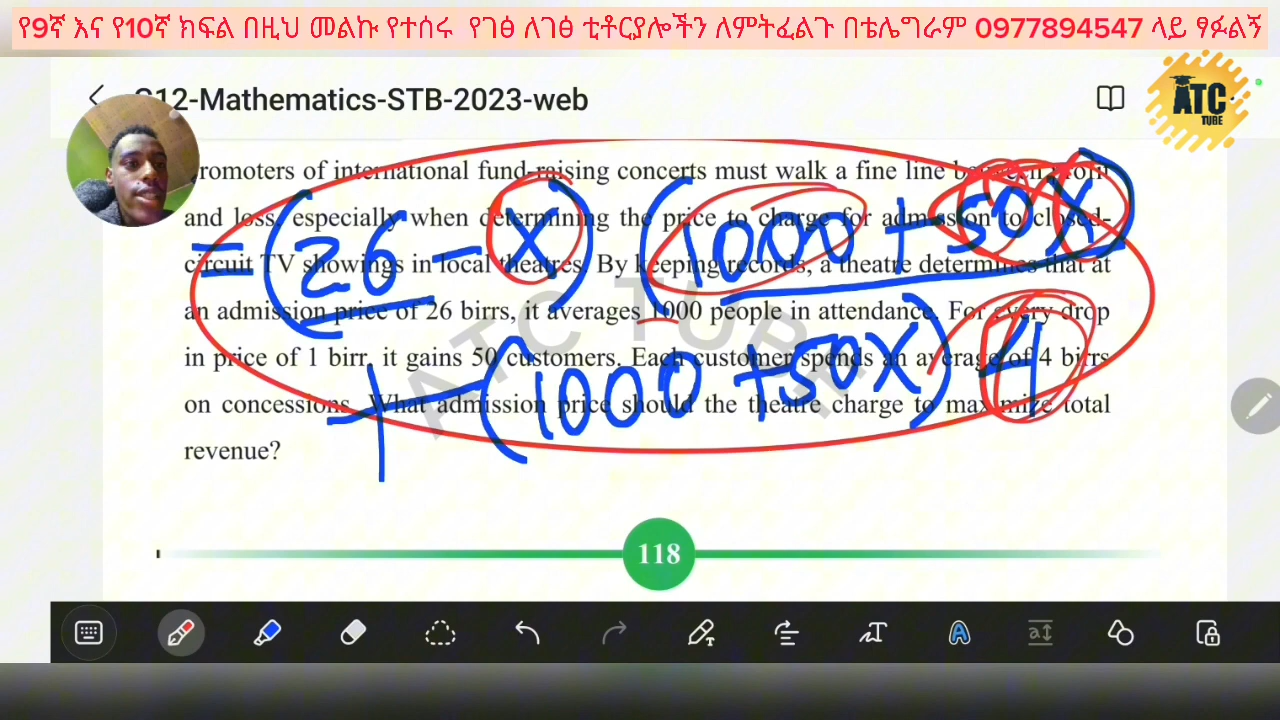 የ9ኛ እና የ10ኛ ክፍል በዚህ መልኩ የተሰሩ የገፅ ለገፅ ቲቶርያሎችን ለምትፈልጉ በቴሌግራም 0977894547 ላይ ፃፉልኝ
12-Mathematics-STB-2023-web
ATC
TUBE
romoters of international fund-raising concerts must walk a fine line between profit
and loss, especially when determining the price to charge for admission to closed-
circuit TV showings in local theatres. By keeping records, a theatre determines that at
an admission price of 26 birrs, it averages 1000 people in attendance. For every drop
in price of 1 birr, it gains 50 customers. Each customer spends an average of 4 birrs
on concessions. What admission price should the theatre charge to maximize total
revenue?
= (26 - X) (1000 + 50X)
+ (1000 + 50X) 4
ATC TUBE
118